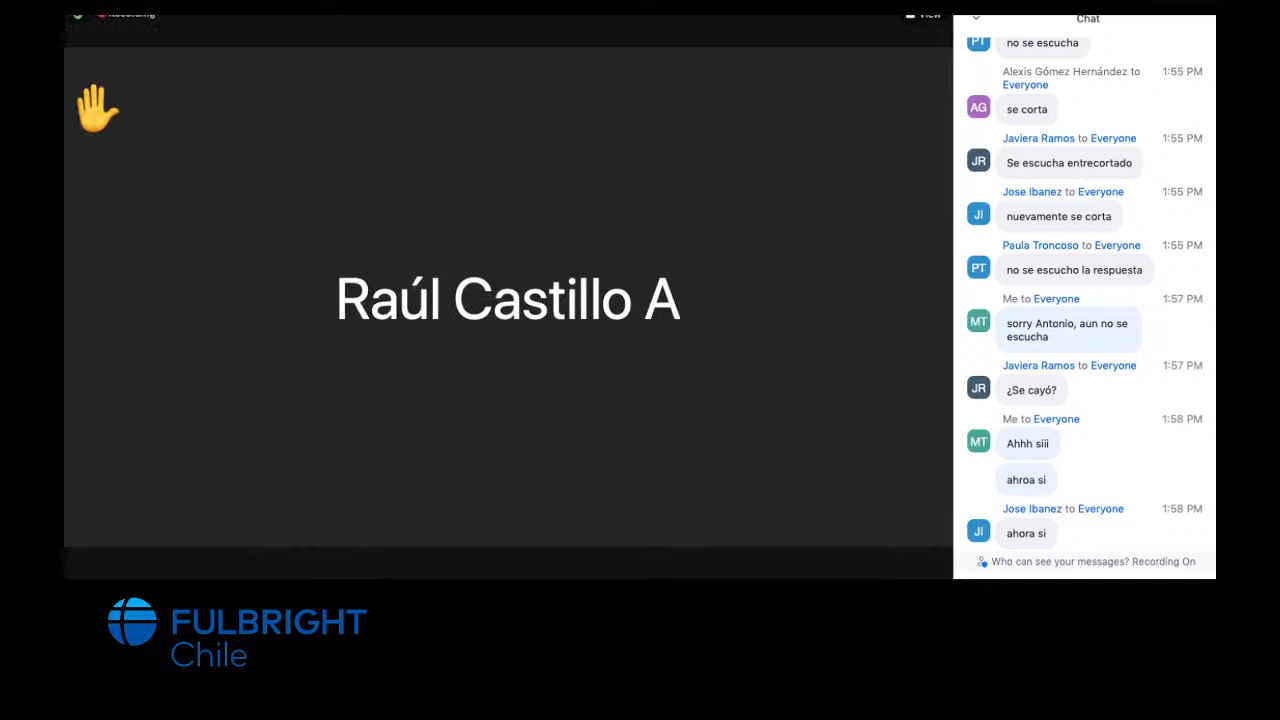 Recording
View
Chat
PT
no se escucha
Alexis Gómez Hernández to
Everyone
1:55 PM
AG
se corta
Javiera Ramos to Everyone
1:55 PM
JR
Se escucha entrecortado
Jose Ibanez to Everyone
1:55 PM
JI
nuevamente se corta
Paula Troncoso to Everyone
1:55 PM
PT
no se escucho la respuesta
Me to Everyone
1:57 PM
MT
sorry Antonio, aun no se
escucha
Javiera Ramos to Everyone
1:57 PM
JR
¿Se cayó?
Me to Everyone
1:58 PM
MT
Ahhh siii
ahroa si
Jose Ibanez to Everyone
1:58 PM
JI
ahora si
Who can see your messages? Recording On
Raúl Castillo A
FULBRIGHT
Chile